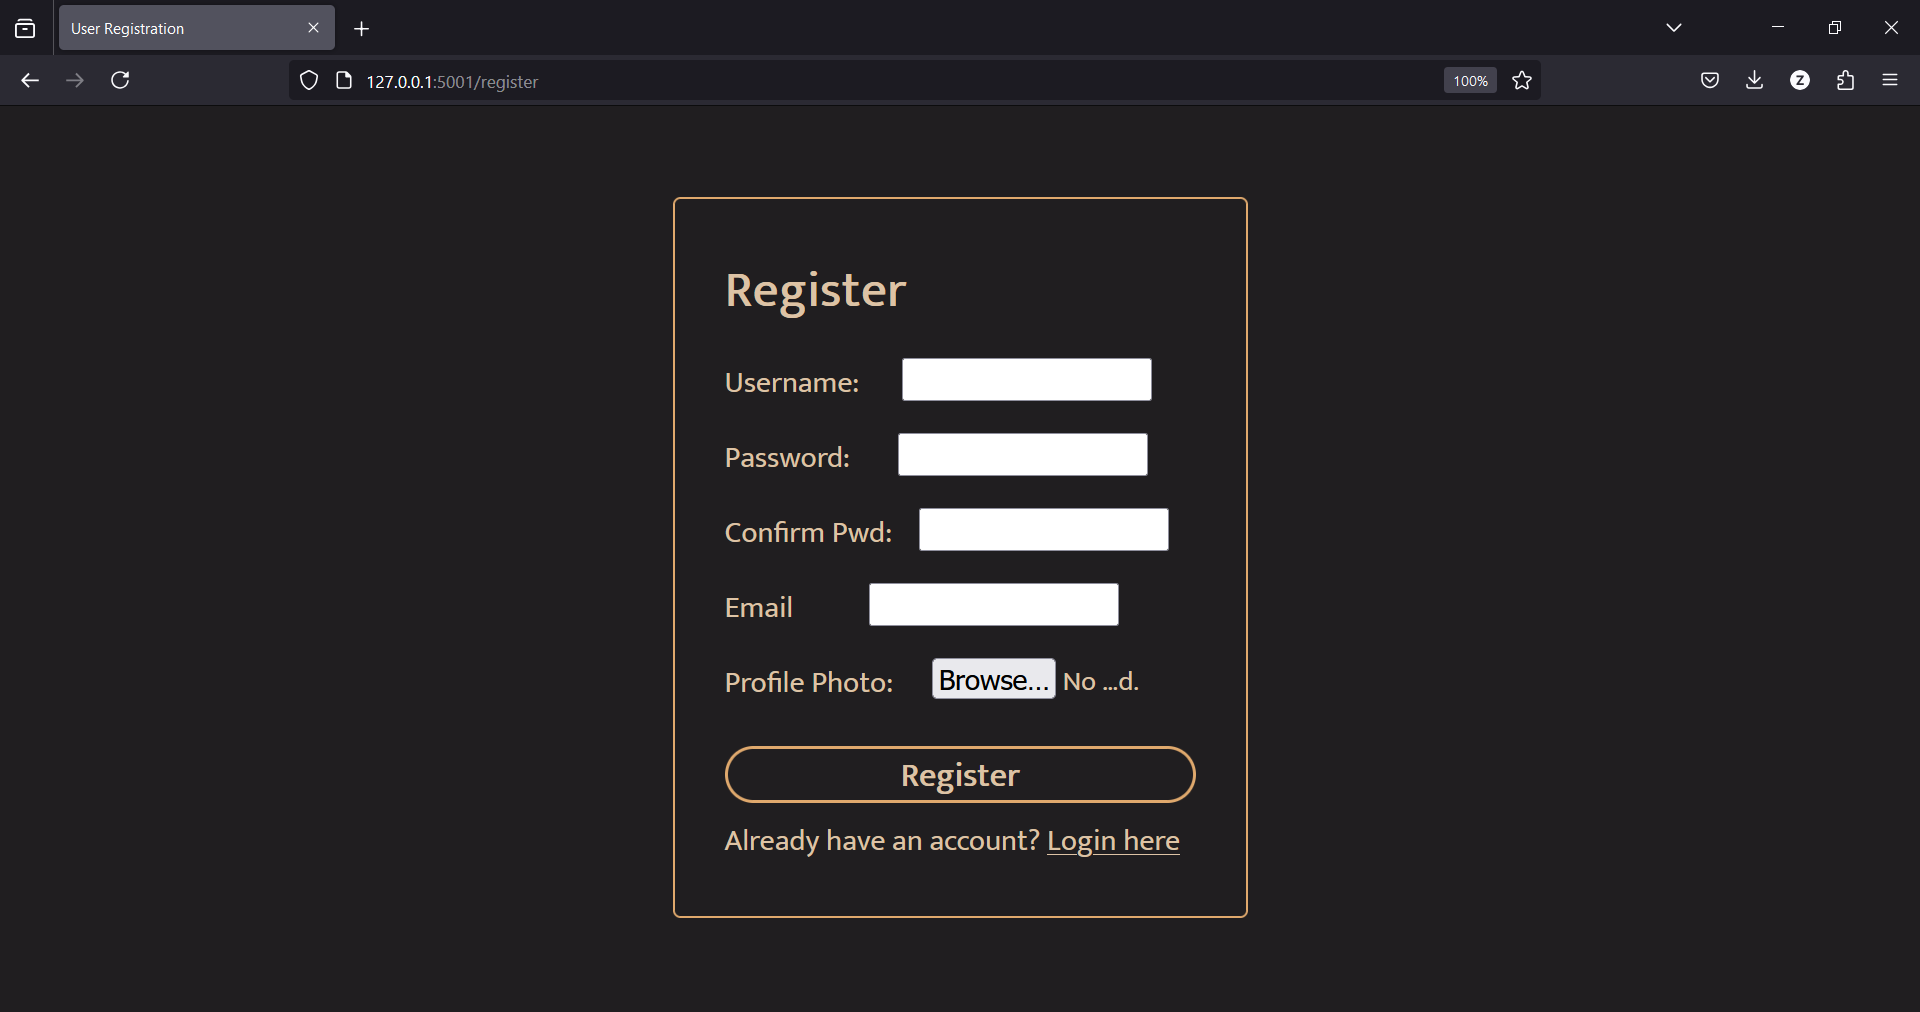 User Registration
127.0.0.1:5001/register
100%
Z
Register
Username:
Password:
Confirm Pwd:
Email
Profile Photo: Browse... No ...d.
Register
Already have an account? Login here